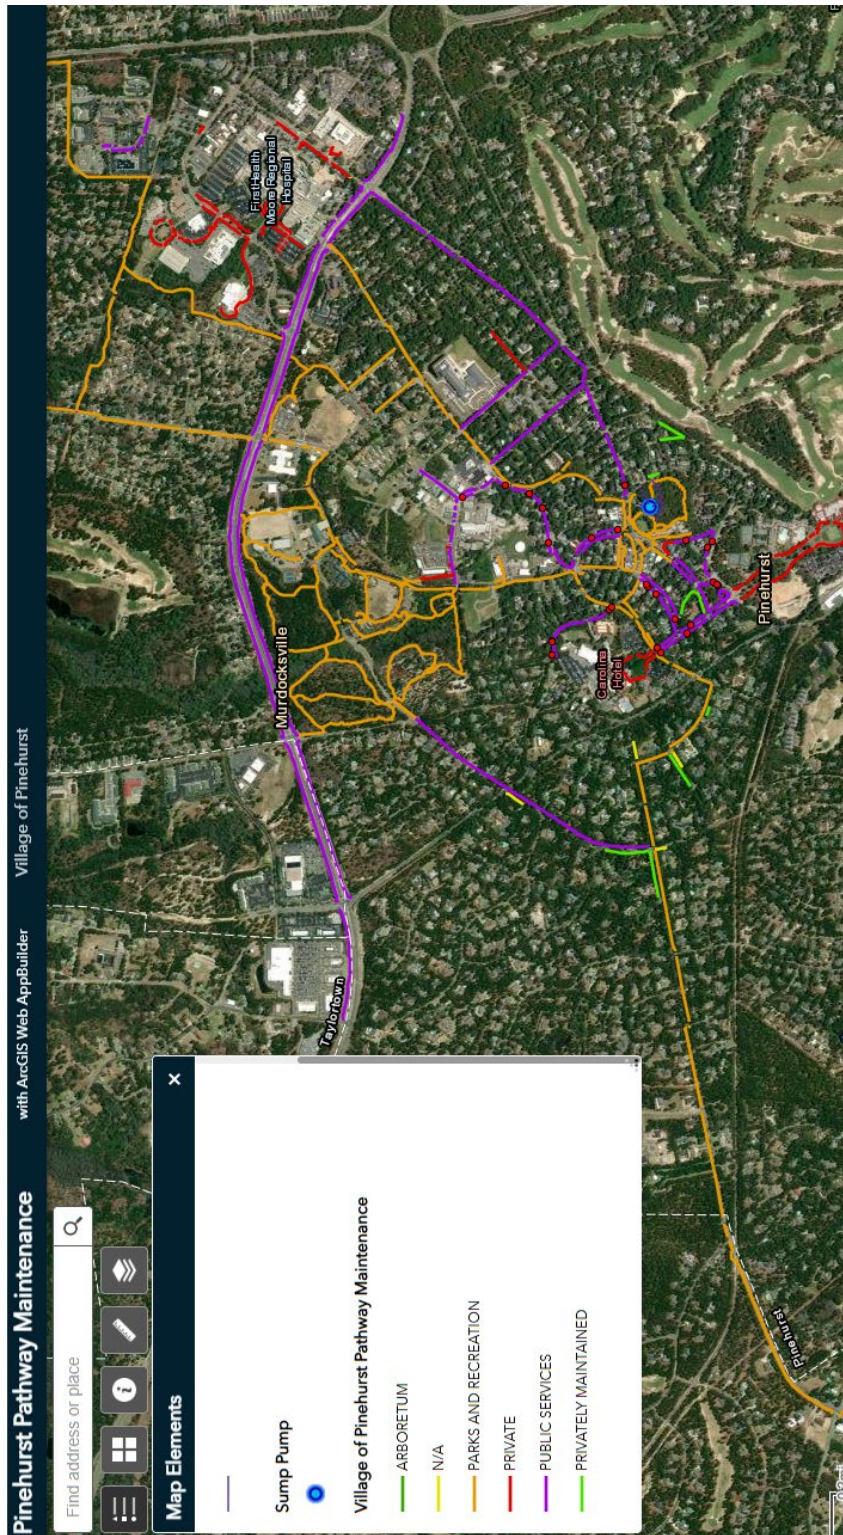 Pinehurst Pathway Maintenance
with ArcGIS Web AppBuilder
Village of Pinehurst
Find address or place
Map Elements
×
Sump Pump
Village of Pinehurst Pathway Maintenance
ARBORETUM
N/A
PARKS AND RECREATION
PRIVATE
PUBLIC SERVICES
PRIVATELY MAINTAINED
Taylortown
Murdocksville
FirstHealth
Moore Regional
Hospital
Carolina
Hotel
Pinehurst
Pinehurst